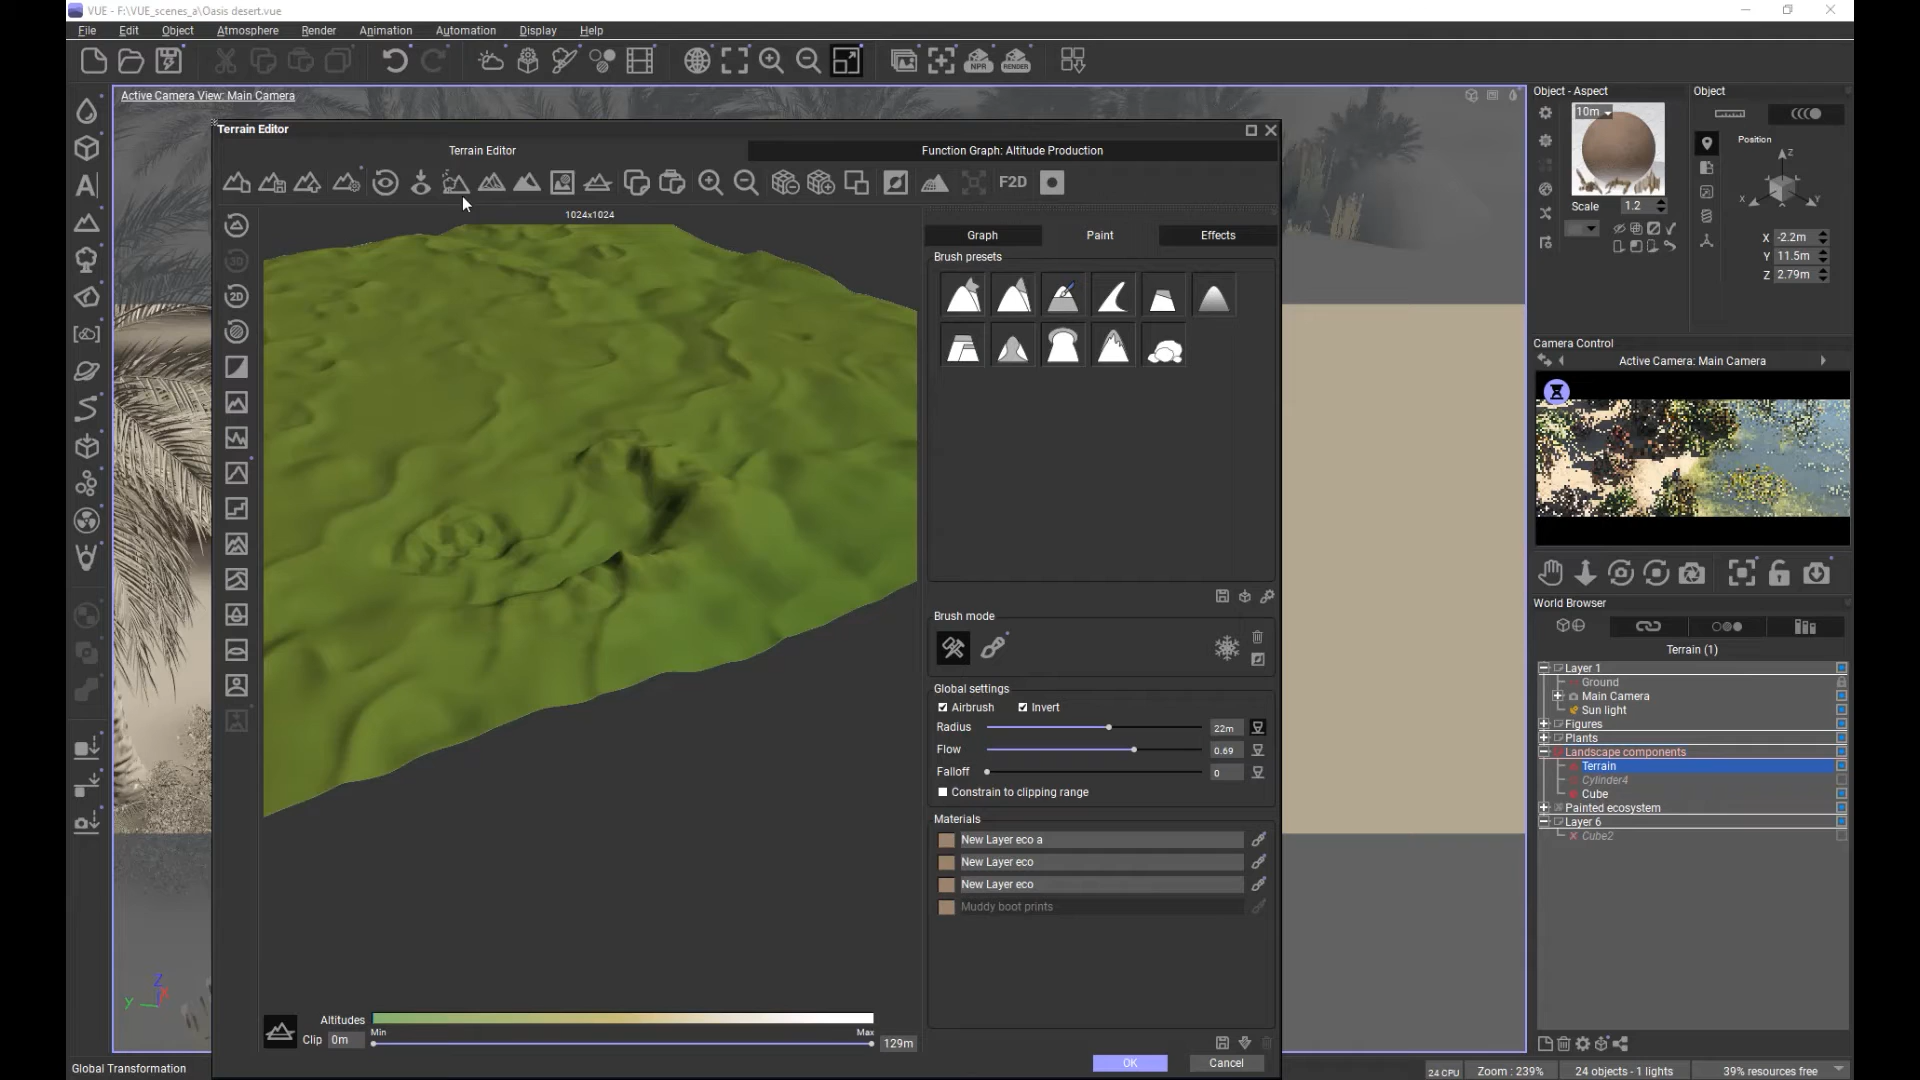 VUE - F:\VUE_scenes_a\Oasis desert.vue
File Edit Object Atmosphere Render Animation Automation Display Help
NPR
RENDER
Active Camera View: Main Camera
Terrain Editor
Terrain Editor
Function Graph: Altitude Production
F2D
1024x1024
3D
2D
Graph
Paint
Effects
Brush presets
Brush mode
Global settings
Airbrush
Invert
Radius
22m
Flow
0.69
Falloff
0
Constrain to clipping range
Materials
New Layer eco a
New Layer eco
New Layer eco
Muddy boot prints
Altitudes
Min
Max
Clip
0m
129m
OK
Cancel
Z
Y
X
Global Transformation
Object - Aspect
10m
Scale
1.2
Object
Position
Z
X
Y
X -2.2m
Y 11.5m
Z 2.79m
Camera Control
Active Camera: Main Camera
World Browser
Terrain (1)
Layer 1
Ground
Main Camera
Sun light
Figures
Plants
Landscape components
Terrain
Cylinder4
Cube
Painted ecosystem
Layer 6
Cube2
24 CPU
Zoom : 239%
24 objects - 1 lights
39% resources free